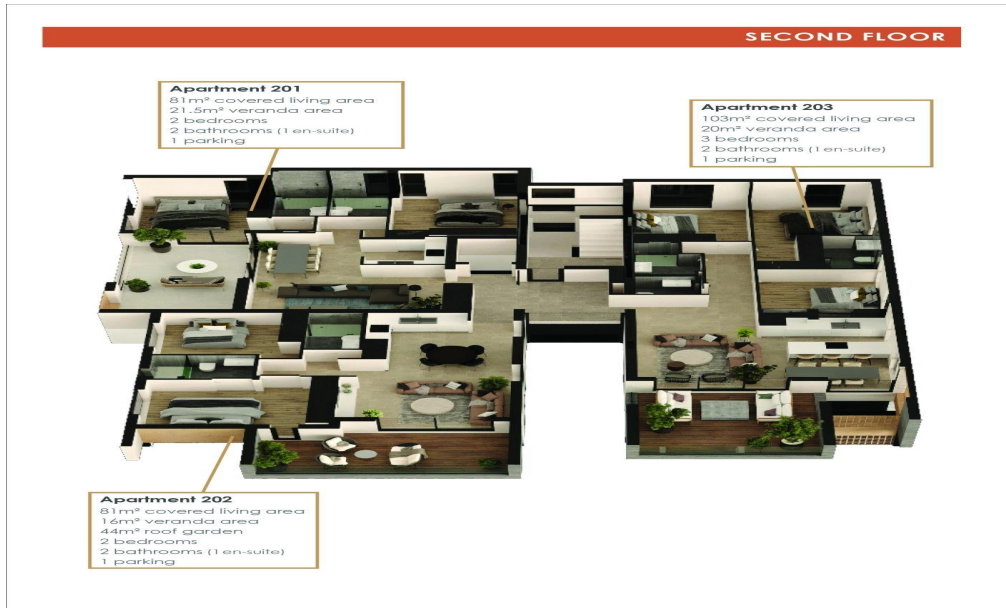 SECOND FLOOR
Apartment 201
81m² covered living area
21.5m² veranda area
2 bedrooms
2 bathrooms (1 en-suite)
1 parking
Apartment 203
103m² covered living area
20m² veranda area
3 bedrooms
2 bathrooms (1 en-suite)
1 parking
Apartment 202
81m² covered living area
16m² veranda area
44m² roof garden
2 bedrooms
2 bathrooms (1 en-suite)
1 parking